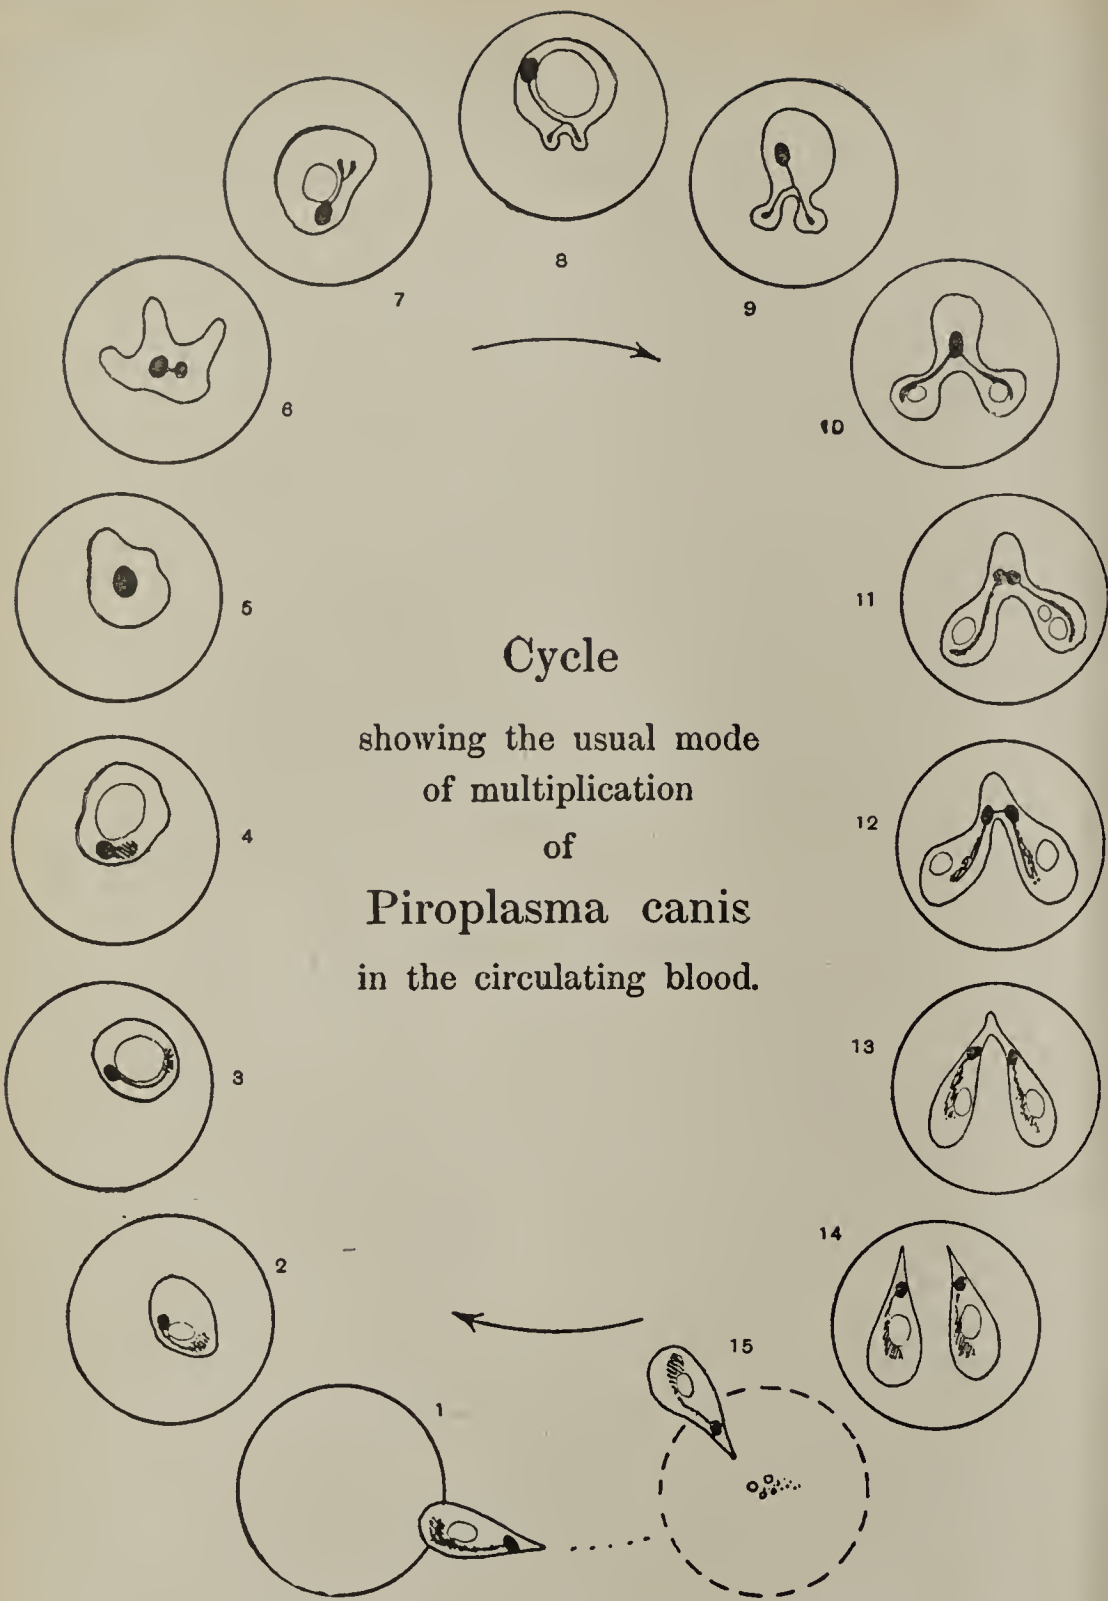 8
7
9
6
10
5
11
Cycle
showing the usual mode
of multiplication
4
12
of
Piroplasma canis
in the circulating blood.
3
13
2
14
15
1